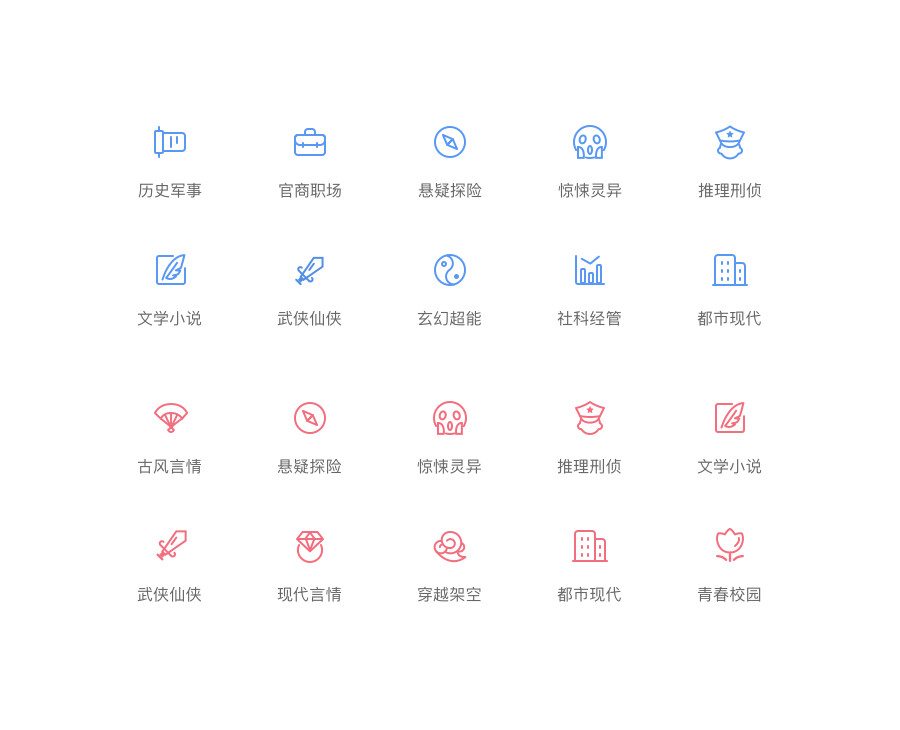 历史军事 官商职场 悬疑探险 惊悚灵异 推理刑侦
文学小说 武侠仙侠 玄幻超能 社科经管 都市现代
古风言情 悬疑探险 惊悚灵异 推理刑侦 文学小说
武侠仙侠 现代言情 穿越架空 都市现代 青春校园